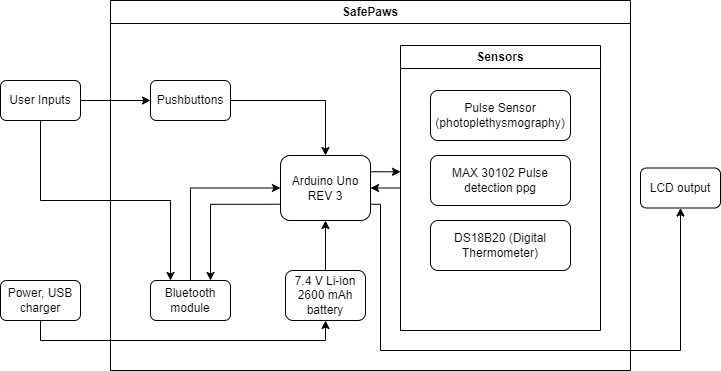 SafePaws
Sensors
User Inputs
Pushbuttons
Pulse Sensor
(photoplethysmography)
Arduino Uno
REV 3
MAX 30102 Pulse
detection ppg
LCD output
DS18B20 (Digital
Thermometer)
Power, USB
charger
Bluetooth
module
7.4 V Li-ion
2600 mAh
battery